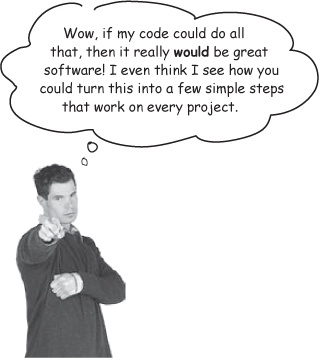 Wow, if my code could do all
that, then it really would be great
software! I even think I see how you
could turn this into a few simple steps
that work on every project.